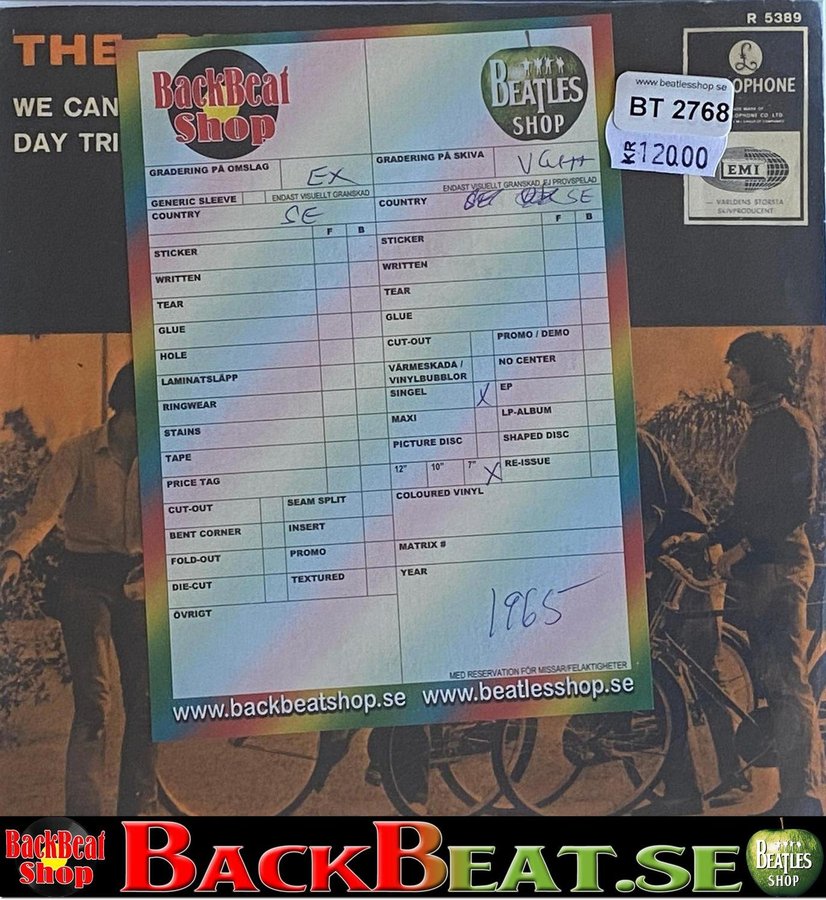 R 5389
THE
WE CAN
DAY TRI
£
OPHONE
EMI
— VÄRLDENS STÖRSTA
SKIVPRODUCENT
www.beatlesshop.se
BT 2768
KR 120.00
BackBeat
Shop
BEATLES
SHOP
GRADERING PÅ OMSLAG EX
GRADERING PÅ SKIVA VG++
GENERIC SLEEVE
ENDAST VISUELLT GRANSKAD
ENDAST VISUELLT GRANSKAD, EJ PROVSPELAD
COUNTRY SE
COUNTRY SE
F B
F B
STICKER
WRITTEN
TEAR
GLUE
HOLE
LAMINATSLÄPP
RINGWEAR
STAINS
TAPE
PRICE TAG
CUT-OUT
SEAM SPLIT
BENT CORNER
INSERT
FOLD-OUT
PROMO
DIE-CUT
TEXTURED
ÖVRIGT
STICKER
WRITTEN
TEAR
GLUE
CUT-OUT
PROMO / DEMO
VÄRMESKADA /
VINYLBUBBLOR
NO CENTER
SINGEL X
EP
MAXI
LP-ALBUM
PICTURE DISC
SHAPED DISC
12" 10" 7" X
RE-ISSUE
COLOURED VINYL
MATRIX #
YEAR
1965
MED RESERVATION FÖR MISSAR/FELAKTIGHETER
www.backbeatshop.se www.beatlesshop.se
BackBeat
Shop
BACKBEAT.SE
BEATLES
SHOP